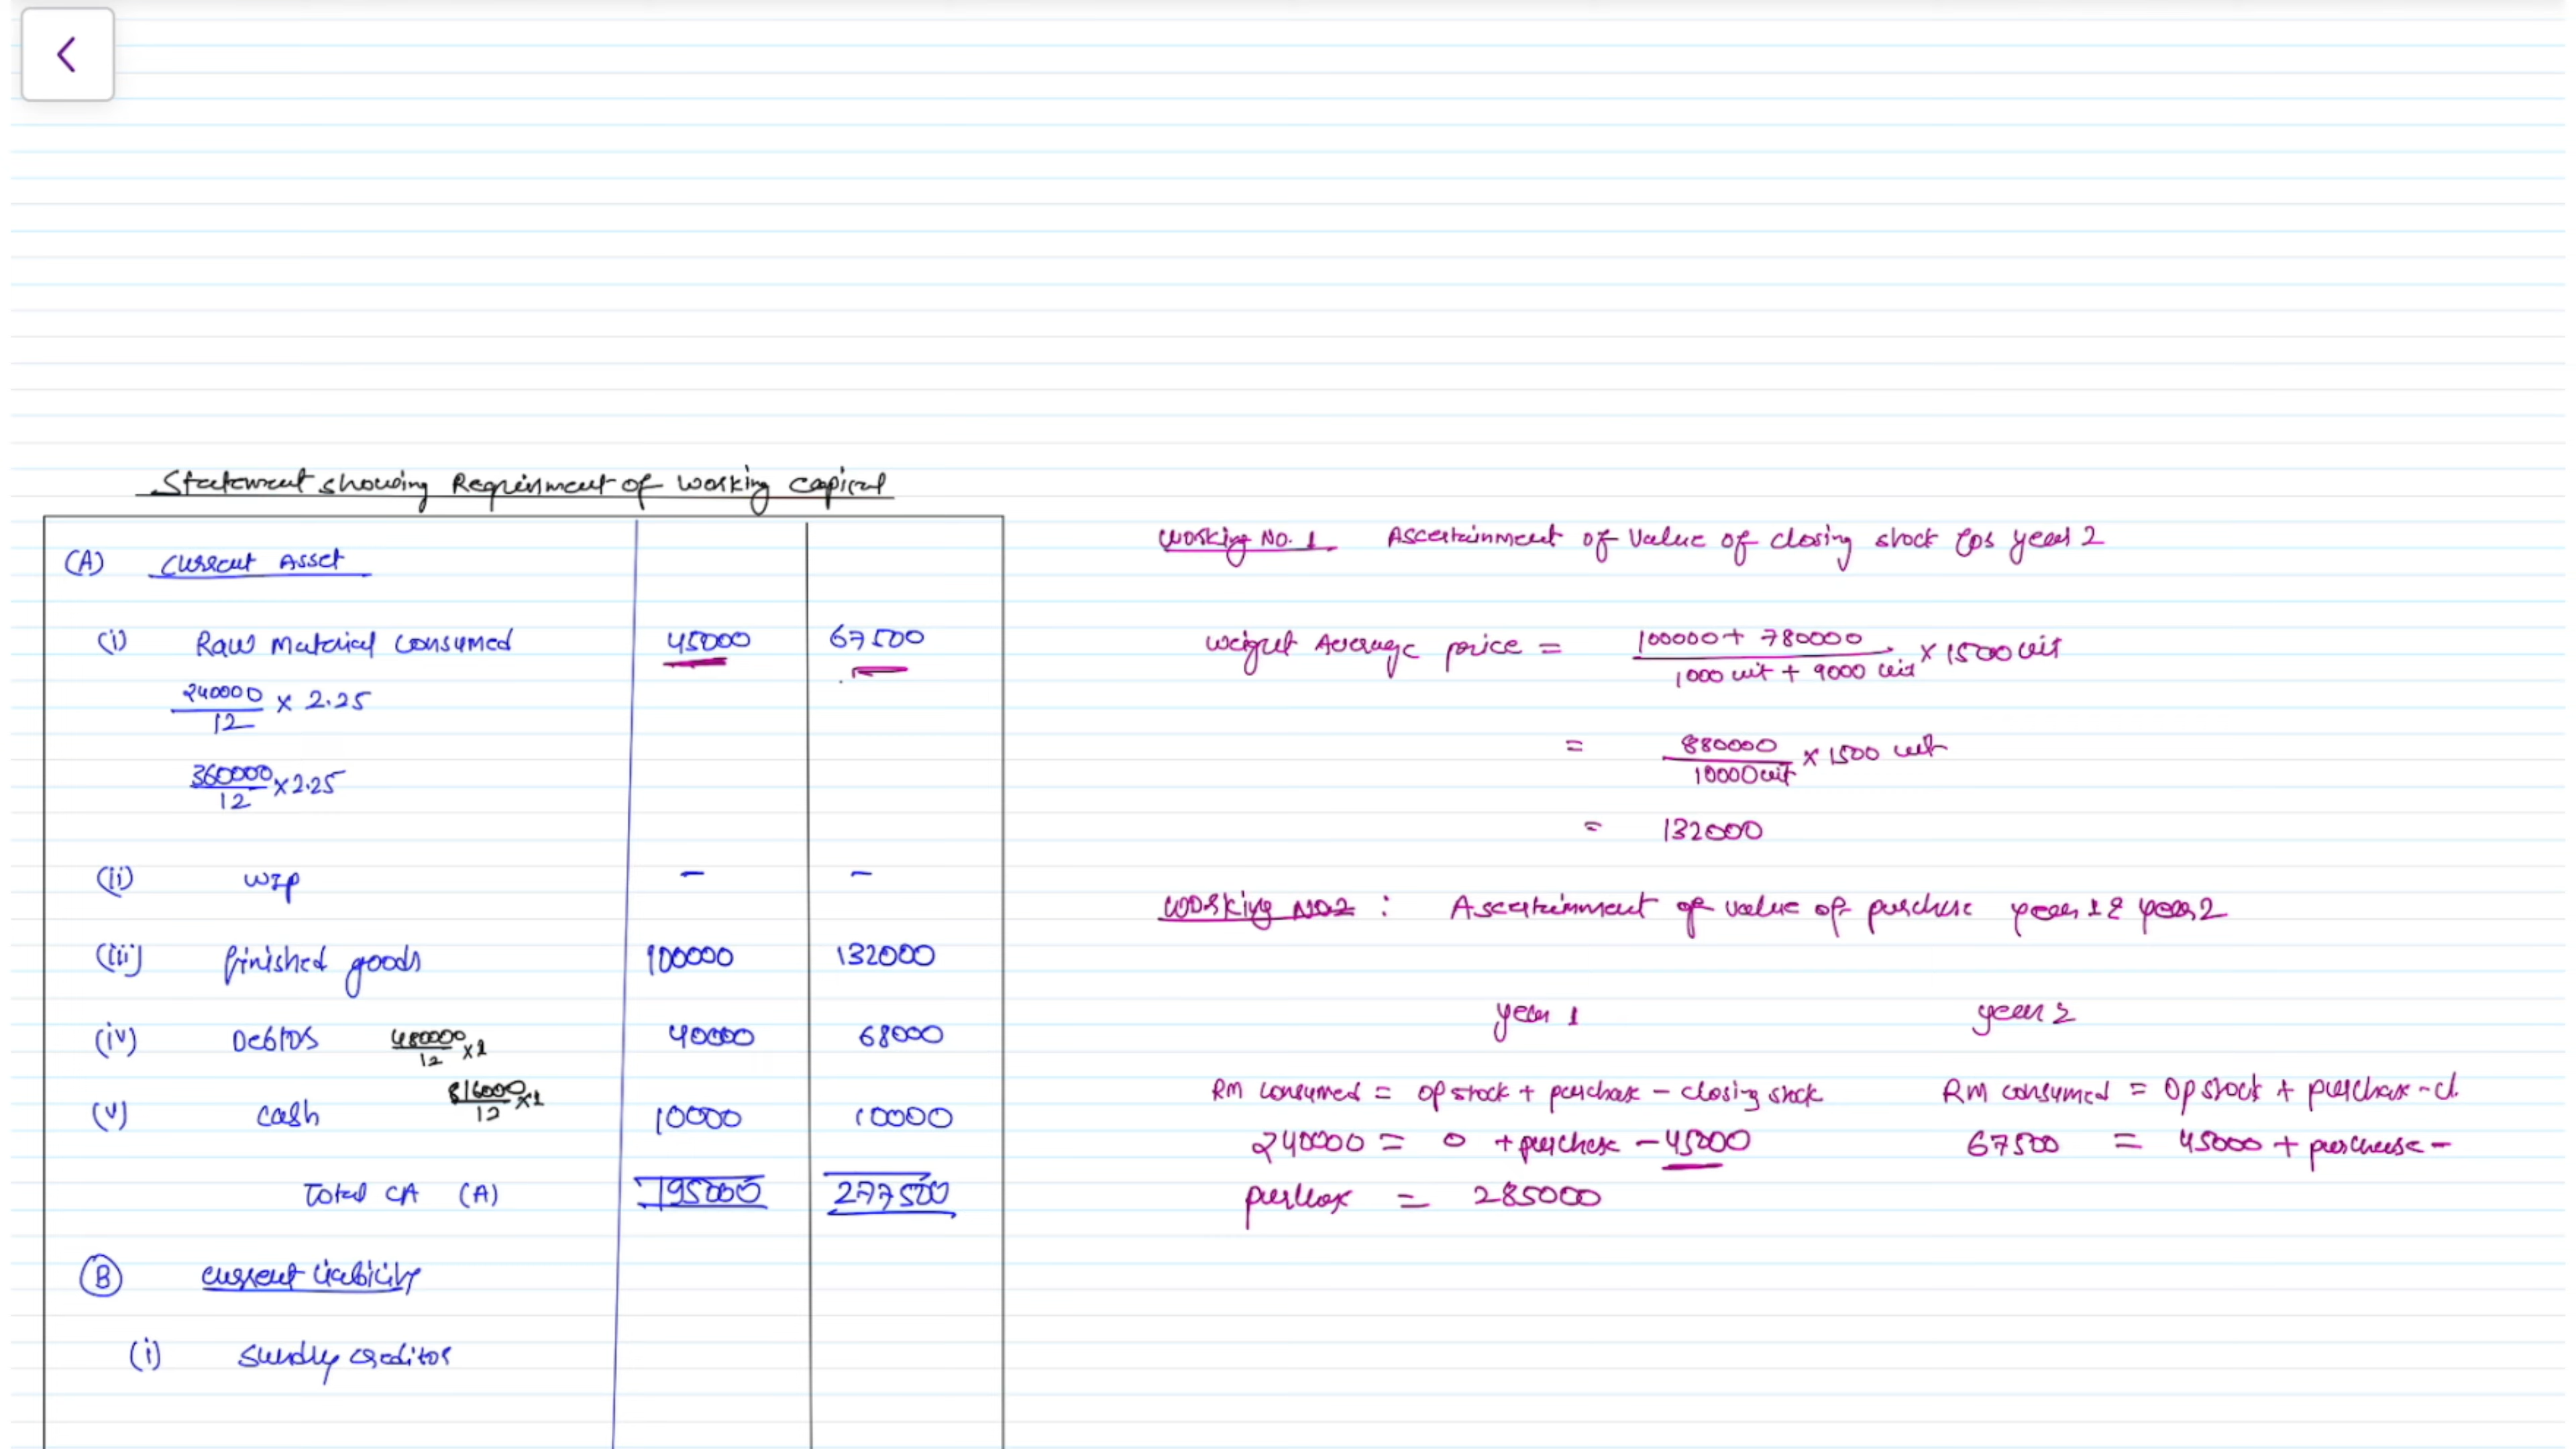 Statement showing Requirment of working capical
(A) Current Asset
(i) Raw Material Consumed 45000 67500
240000/12 × 2.25
360000/12 × 2.25
(ii) WIP - -
(iii) finished goods 100000 132000
(iv) Debtos 480000/12 × 1 40000 68000
816000/12 × 1
(v) cash 10000 10000
Total CA (A) 195000 277500
(B) current liability
(i) Sundry creditos
Working No. 1 Ascertainment of Value of closing stock for year 2
weight Average price = 100000 + 780000 / 1000 unit + 9000 unit × 1500 unit
= 880000 / 10000 unit × 1500 unit
= 132000
Working No 2 : Ascertainment of value of purchase year 1 & year 2
year 1 year 2
RM consumed = op stock + purchase - closing stock
240000 = 0 + purchase - 45000
purchase = 285000
RM consumed = Op stock + purchase - cl.
67500 = 45000 + purchase -